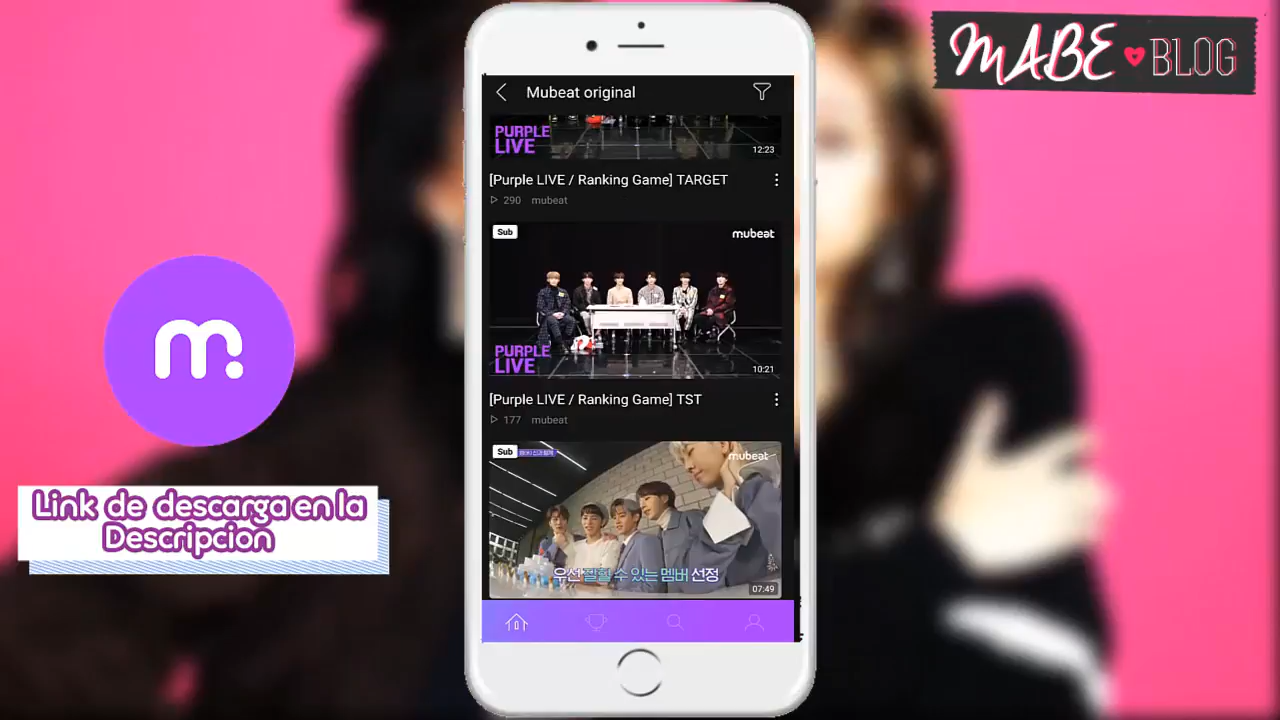 MABE BLOG
Mubeat original
PURPLE
LIVE
12:23
[Purple LIVE / Ranking Game] TARGET
290 mubeat
Sub
mubeat
PURPLE
LIVE
10:21
[Purple LIVE / Ranking Game] TST
177 mubeat
Sub
mubeat
우선 필할 수 있는 멤버 선정
07:49
m.
Link de descarga en la
Descripcion